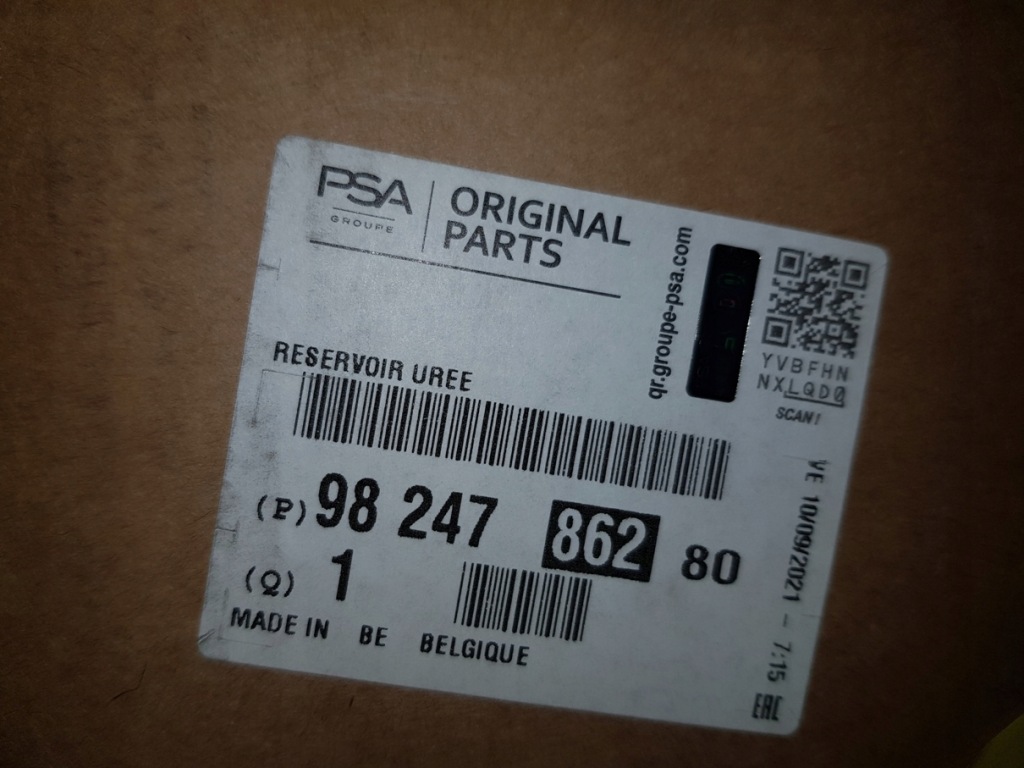 PSA
GROUPE
ORIGINAL
PARTS
qr.groupe-psa.com
YVBFHN
NXLQD0
SCAN!
RESERVOIR UREE
(P) 98 247 862 80
(Q) 1
MADE IN BE BELGIQUE
VE 10/09/2021 - 7:15
EAC